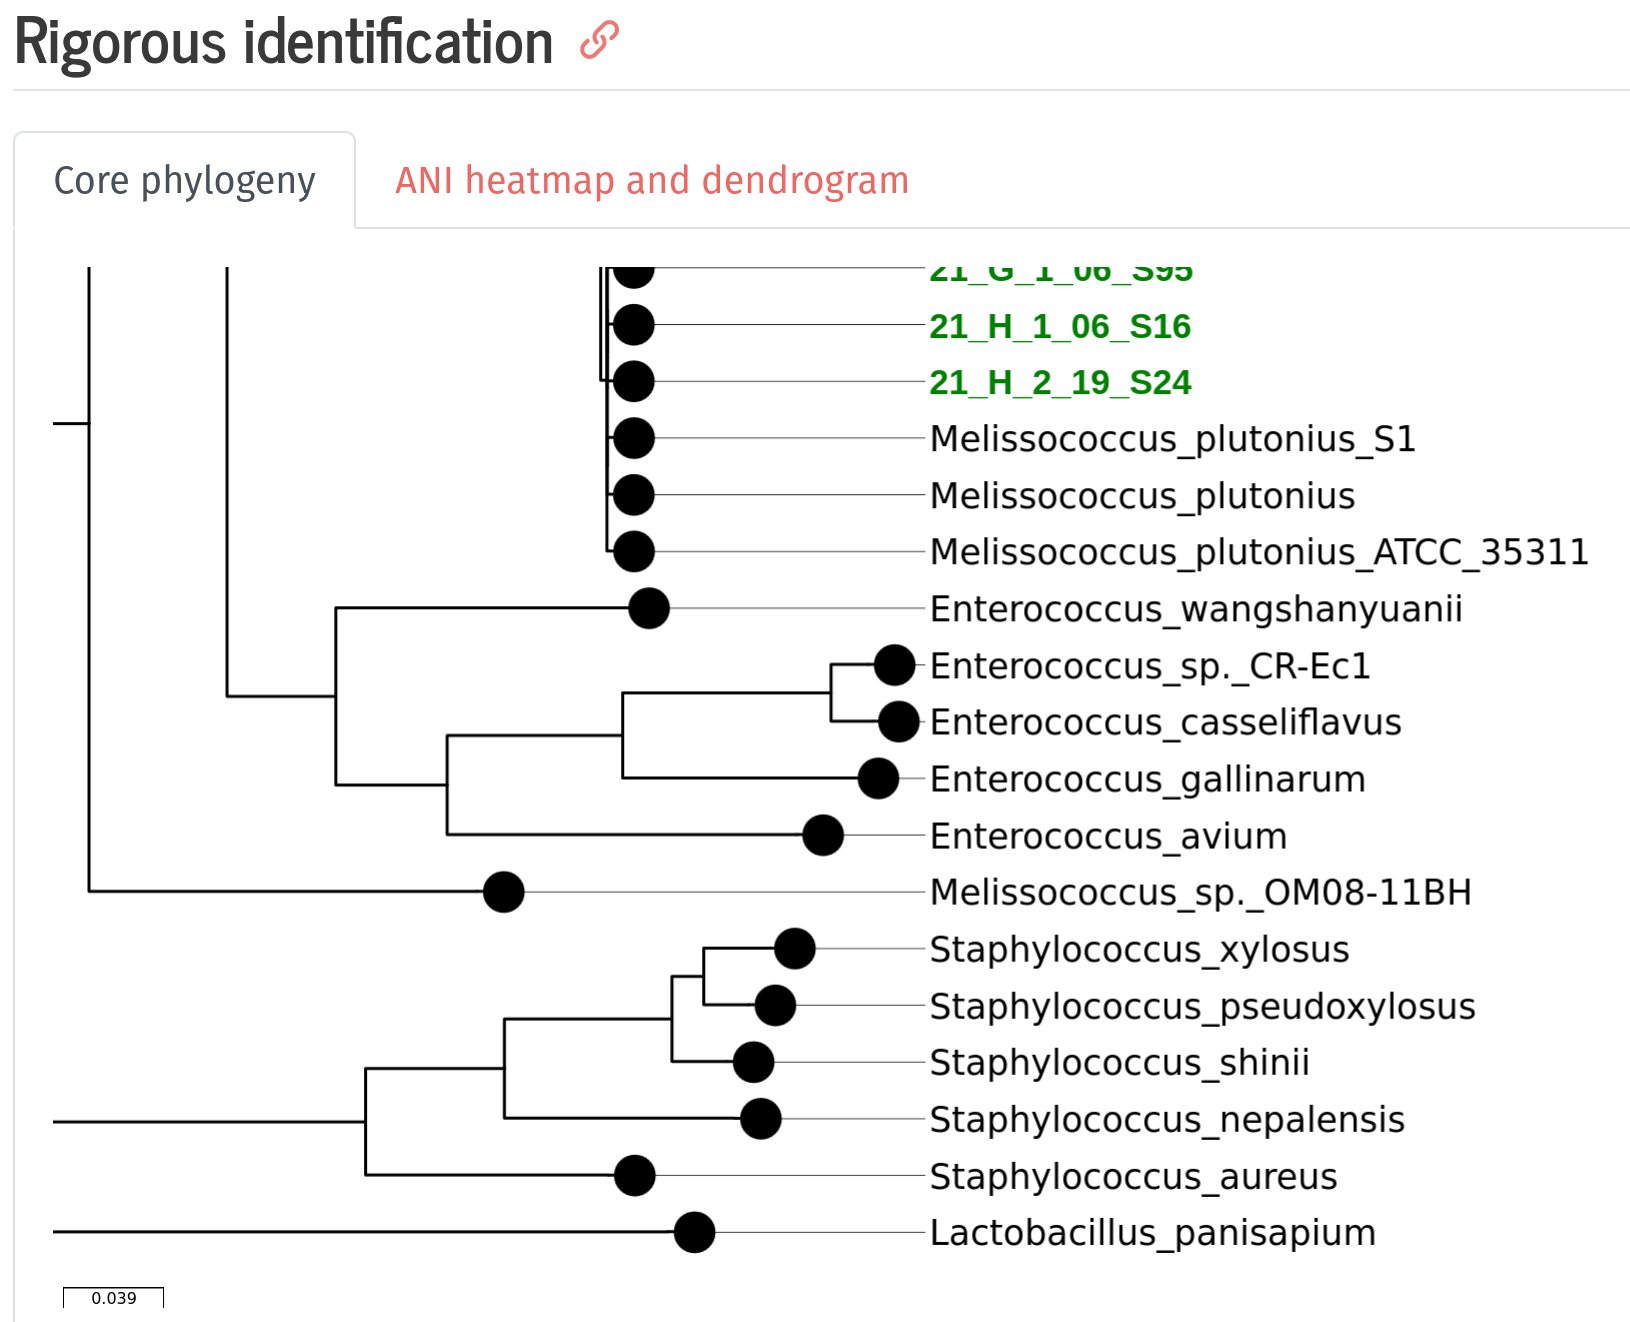 Rigorous identification
Core phylogeny
ANI heatmap and dendrogram
21_G_1_06_S95
21_H_1_06_S16
21_H_2_19_S24
Melissococcus_plutonius_S1
Melissococcus_plutonius
Melissococcus_plutonius_ATCC_35311
Enterococcus_wangshanyuanii
Enterococcus_sp._CR-Ec1
Enterococcus_casseliflavus
Enterococcus_gallinarum
Enterococcus_avium
Melissococcus_sp._OM08-11BH
Staphylococcus_xylosus
Staphylococcus_pseudoxylosus
Staphylococcus_shinii
Staphylococcus_nepalensis
Staphylococcus_aureus
Lactobacillus_panisapium
0.039